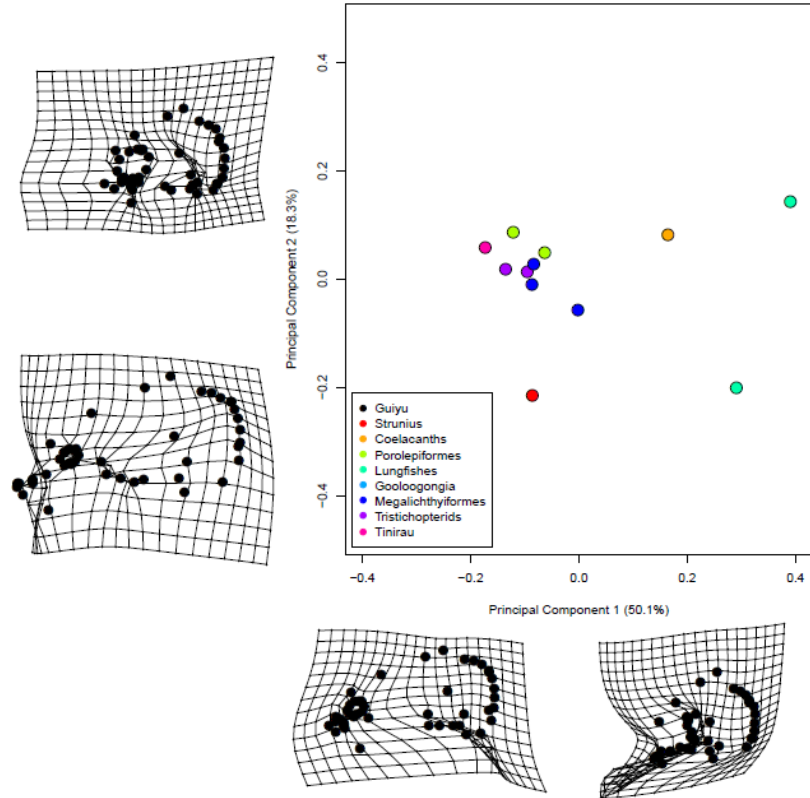 0.4
0.2
0.0
−0.2
−0.4
Principal Component 2 (18.3%)
Guiyu
Strunius
Coelacanths
Porolepiformes
Lungfishes
Gooloogongia
Megalichthyiformes
Tristichopterids
Tinirau
−0.4 −0.2 0.0 0.2 0.4
Principal Component 1 (50.1%)